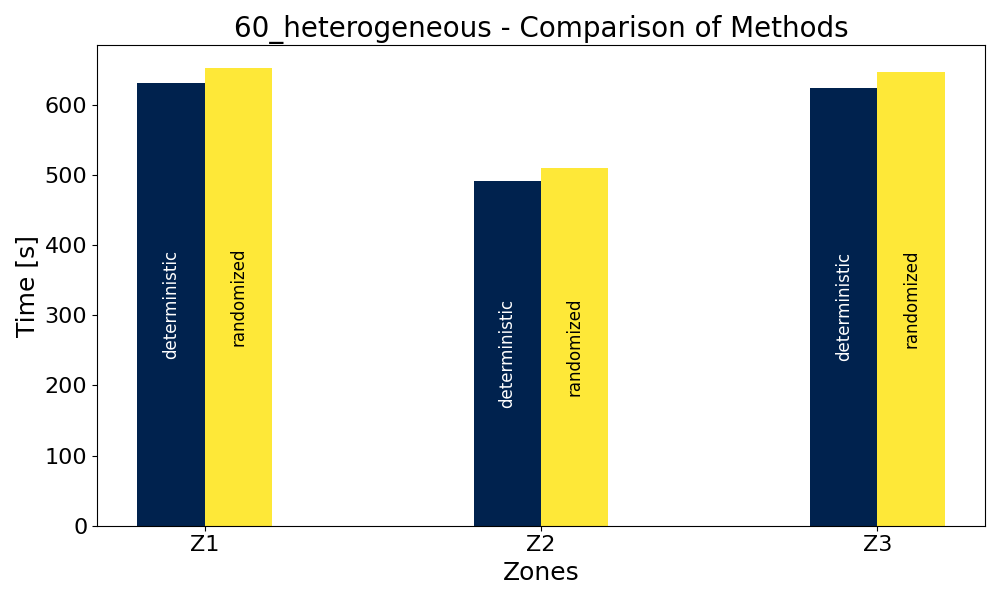 60_heterogeneous - Comparison of Methods
Time [s]
600
500
400
300
200
100
0
deterministic
randomized
deterministic
randomized
deterministic
randomized
Z1
Z2
Z3
Zones